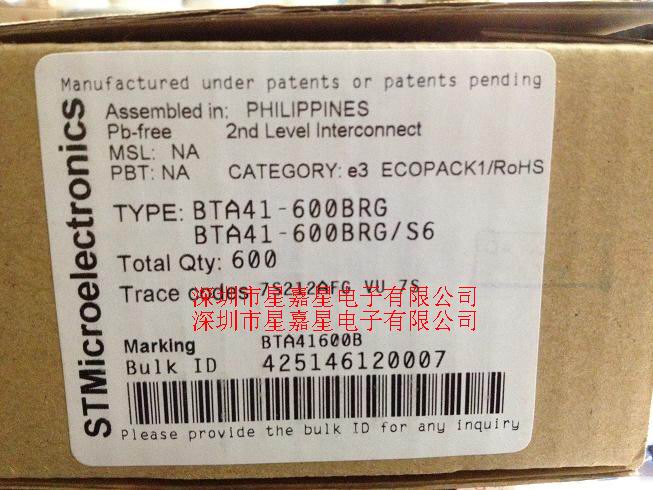 STMicroelectronics
Manufactured under patents or patents pending
Assembled in: PHILIPPINES
Pb-free 2nd Level Interconnect
MSL: NA
PBT: NA CATEGORY: e3 ECOPACK1/RoHS
TYPE: BTA41-600BRG
BTA41-600BRG/S6
Total Qty: 600
Trace codes 7S212AFG VU 7S
深圳市星嘉星电子有限公司
深圳市星嘉星电子有限公司
Marking BTA41600B
Bulk ID 425146120007
Please provide the bulk ID for any inquiry